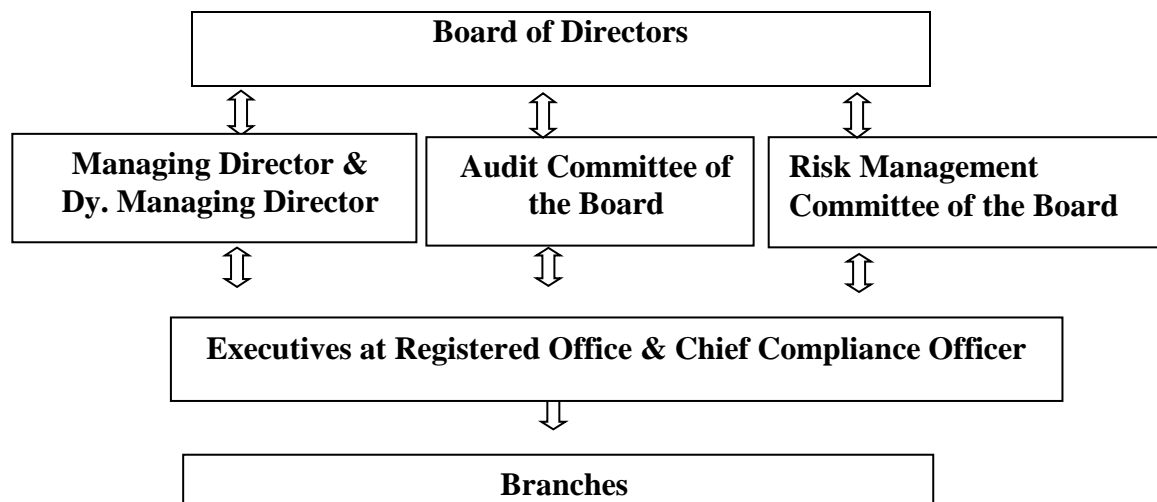 Board of Directors
Managing Director &
Dy. Managing Director
Audit Committee of
the Board
Risk Management
Committee of the Board
Executives at Registered Office & Chief Compliance Officer
Branches